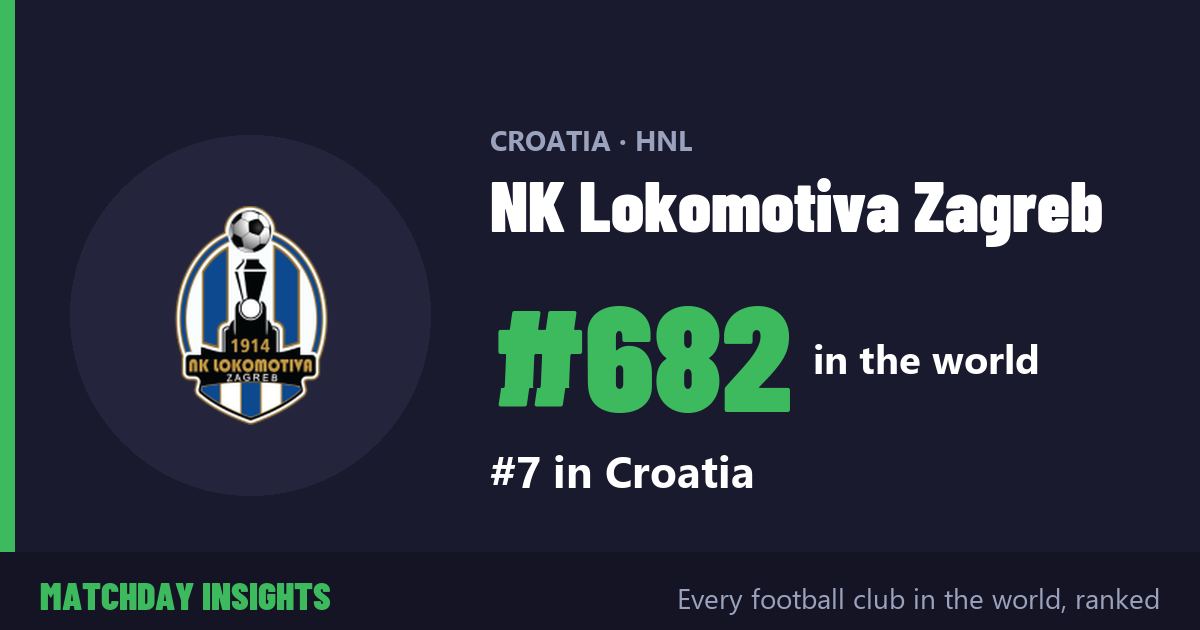 CROATIA · HNL
NK Lokomotiva Zagreb
1914
NK LOKOMOTIVA
ZAGREB
#682 in the world
#7 in Croatia
MATCHDAY INSIGHTS
Every football club in the world, ranked